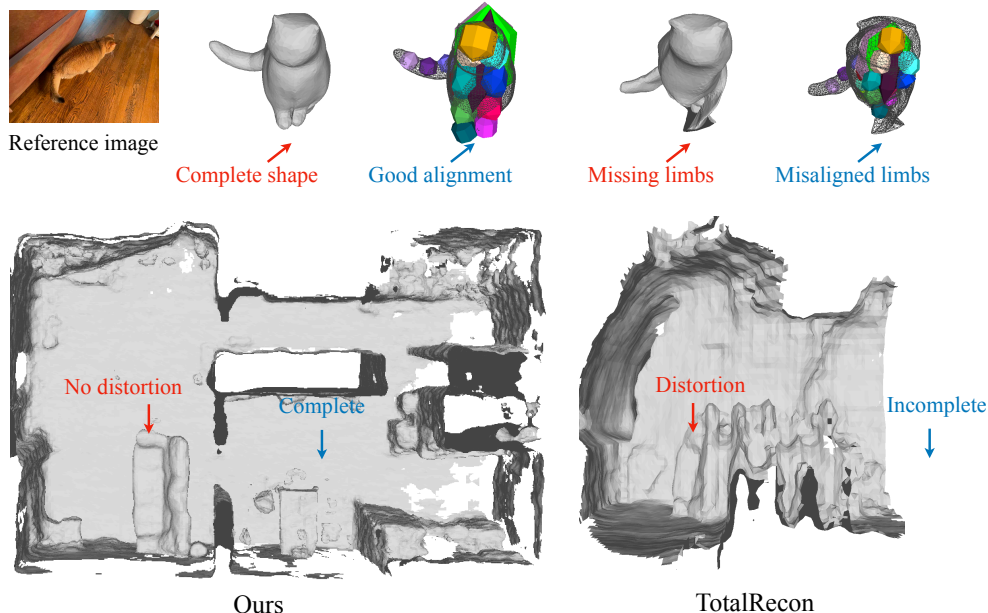 Reference image
Complete shape
Good alignment
Missing limbs
Misaligned limbs
No distortion
Complete
Distortion
Incomplete
Ours
TotalRecon